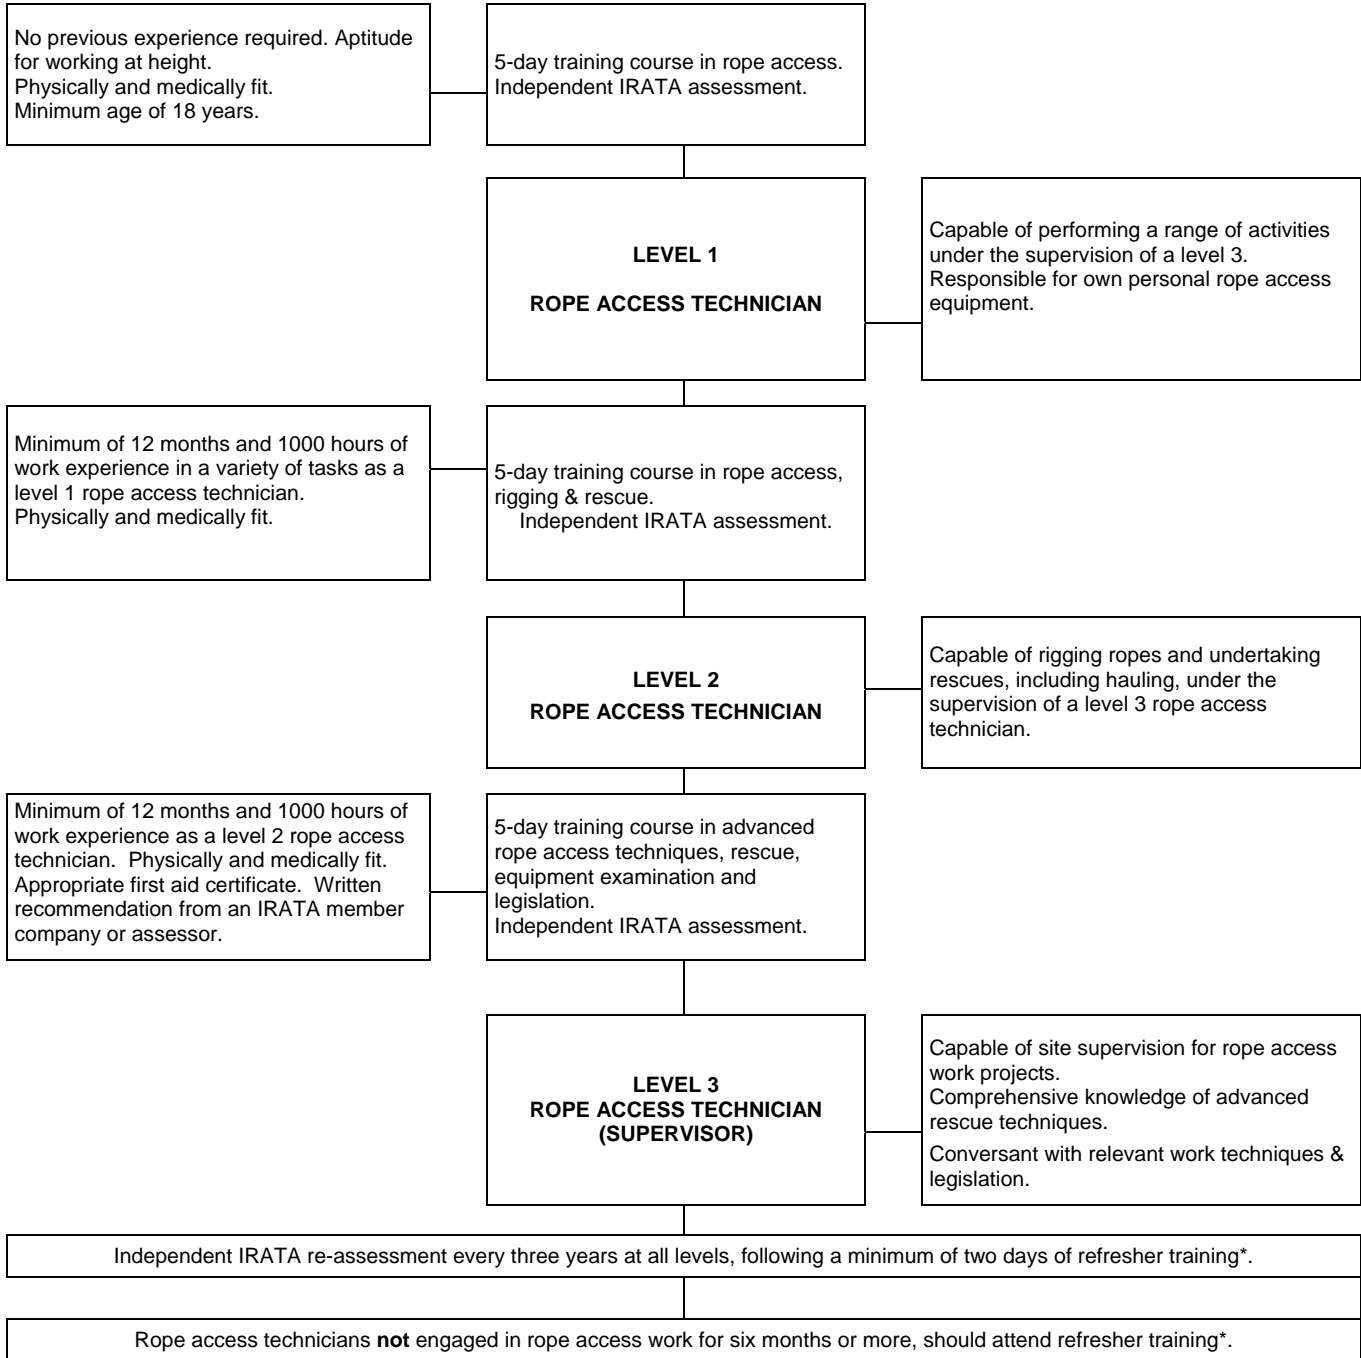 No previous experience required. Aptitude
for working at height.
Physically and medically fit.
Minimum age of 18 years.
5-day training course in rope access.
Independent IRATA assessment.
LEVEL 1
ROPE ACCESS TECHNICIAN
Capable of performing a range of activities
under the supervision of a level 3.
Responsible for own personal rope access
equipment.
Minimum of 12 months and 1000 hours of
work experience in a variety of tasks as a
level 1 rope access technician.
Physically and medically fit.
5-day training course in rope access,
rigging & rescue.
Independent IRATA assessment.
LEVEL 2
ROPE ACCESS TECHNICIAN
Capable of rigging ropes and undertaking
rescues, including hauling, under the
supervision of a level 3 rope access
technician.
Minimum of 12 months and 1000 hours of
work experience as a level 2 rope access
technician.  Physically and medically fit.
Appropriate first aid certificate.  Written
recommendation from an IRATA member
company or assessor.
5-day training course in advanced
rope access techniques, rescue,
equipment examination and
legislation.
Independent IRATA assessment.
LEVEL 3
ROPE ACCESS TECHNICIAN
(SUPERVISOR)
Capable of site supervision for rope access
work projects.
Comprehensive knowledge of advanced
rescue techniques.
Conversant with relevant work techniques &
legislation.
Independent IRATA re-assessment every three years at all levels, following a minimum of two days of refresher training*.
Rope access technicians not engaged in rope access work for six months or more, should attend refresher training*.